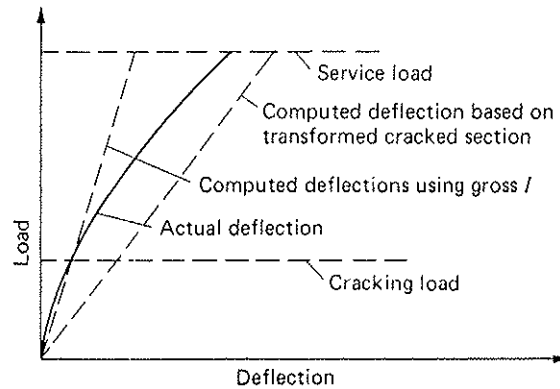 Service load
Computed deflection based on
transformed cracked section
Computed deflections using gross I
Actual deflection
Load
Cracking load
Deflection